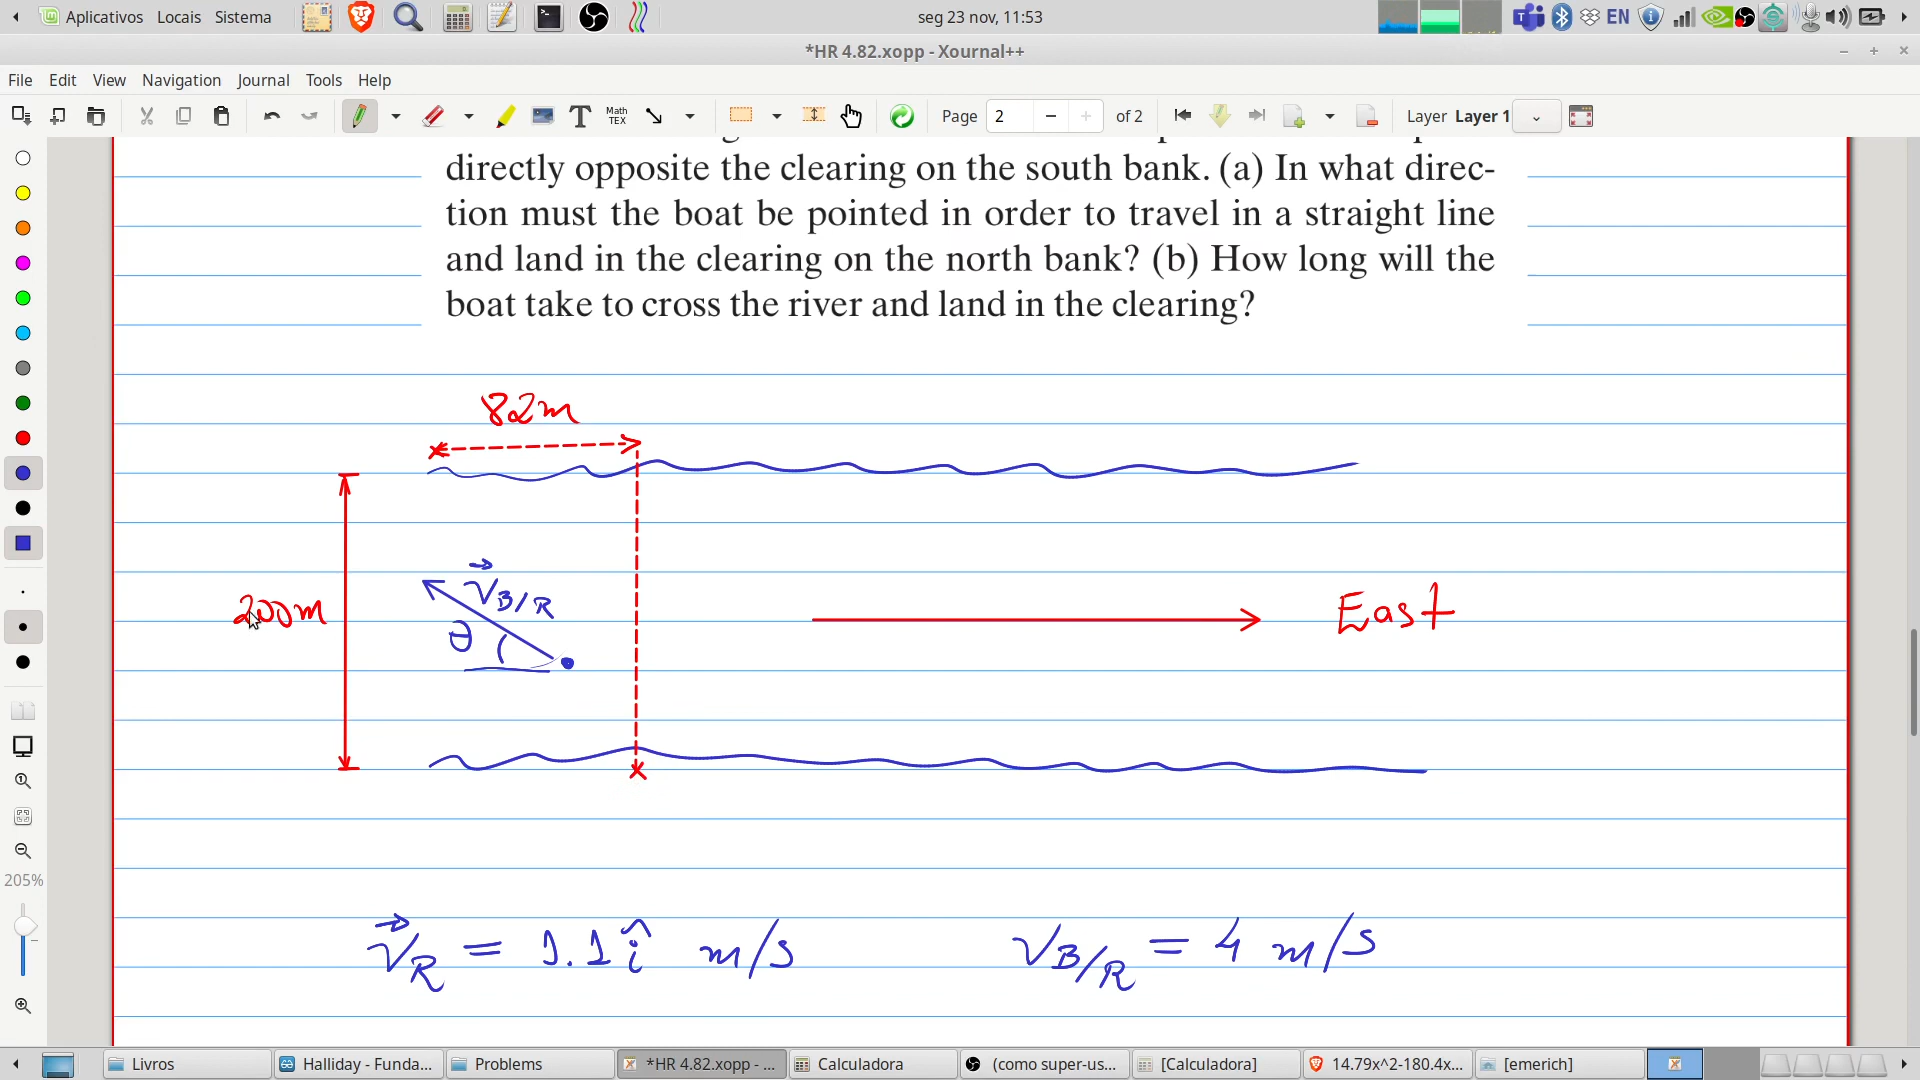 Aplicativos Locais Sistema seg 23 nov, 11:53 EN
*HR 4.82.xopp - Xournal++
File Edit View Navigation Journal Tools Help
Math TEX Page 2 of 2 Layer Layer 1
directly opposite the clearing on the south bank. (a) In what direc-
tion must the boat be pointed in order to travel in a straight line
and land in the clearing on the north bank? (b) How long will the
boat take to cross the river and land in the clearing?
82m
V B/R
θ
200m
East
205%
V R = 1.1 î m/s V B/R = 4 m/s
Livros Halliday - Funda... Problems *HR 4.82.xopp - ... Calculadora (como super-us... [Calculadora] 14.79x^2-180.4x... [emerich]